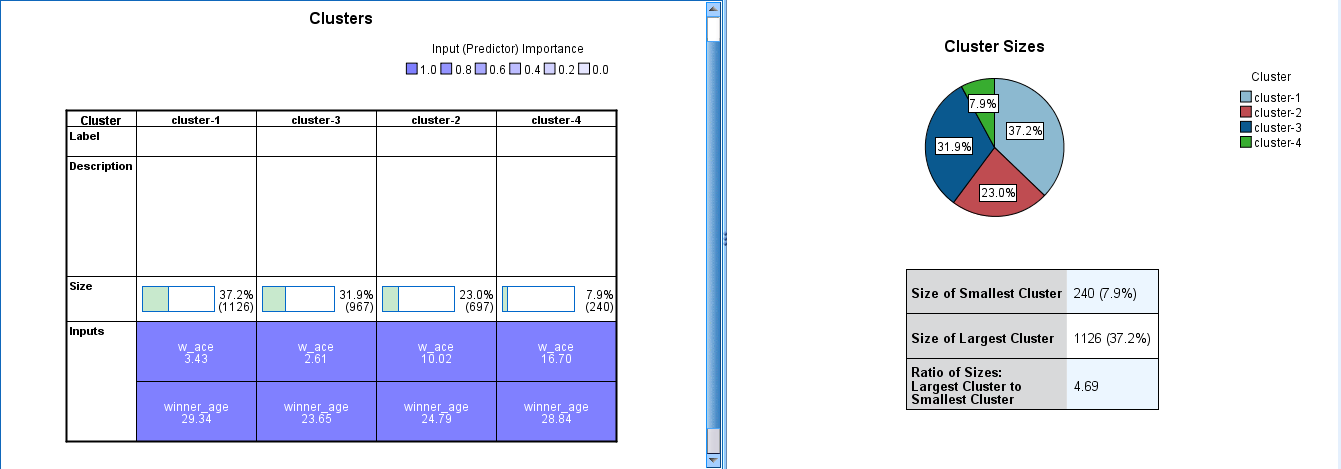 Clusters
Input (Predictor) Importance
1.0 0.8 0.6 0.4 0.2 0.0
Cluster cluster-1 cluster-3 cluster-2 cluster-4
Label
Description
Size
37.2% 31.9% 23.0% 7.9%
(1126) (967) (697) (240)
Inputs
w_ace w_ace w_ace w_ace
3.43 2.61 10.02 16.70
winner_age winner_age winner_age winner_age
29.34 23.65 24.79 28.84
Cluster Sizes
7.9%
37.2%
31.9%
23.0%
Cluster
cluster-1
cluster-2
cluster-3
cluster-4
Size of Smallest Cluster 240 (7.9%)
Size of Largest Cluster 1126 (37.2%)
Ratio of Sizes:
Largest Cluster to 4.69
Smallest Cluster